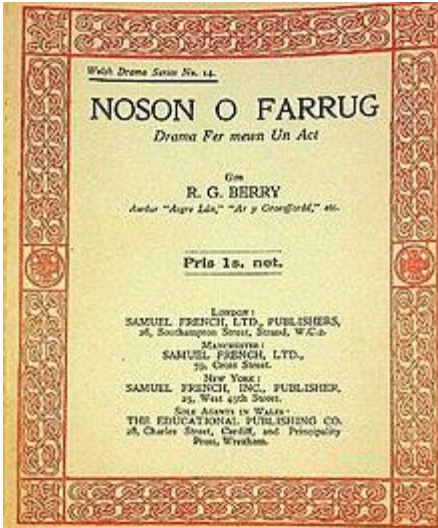 Welsh Drama Series No. 14.
NOSON O FARRUG
Drama Fer mewn Un Act
Gan
R. G. BERRY
Awdur "Asgre Lân," "Ar y Groesffordd," etc.
Pris 1s. net.
LONDON:
SAMUEL FRENCH, LTD., PUBLISHERS,
26, Southampton Street, Strand, W.C.2.
MANCHESTER:
SAMUEL FRENCH, LTD.,
79, Cross Street.
NEW YORK:
SAMUEL FRENCH, INC., PUBLISHER,
25, West 45th Street.
SOLE AGENTS IN WALES-
THE EDUCATIONAL PUBLISHING CO.
28, Charles Street, Cardiff, and Principality
Press, Wrexham.